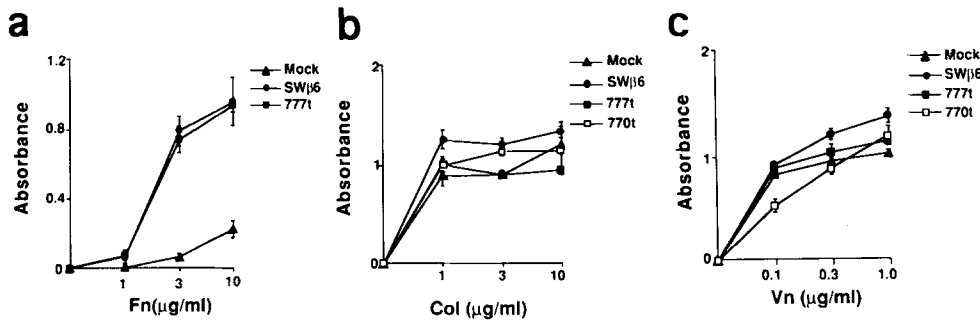 a
Absorbance
1.2
0.8
0.4
0
1
3
10
Fn(µg/ml)
Mock
SWβ6
777t
b
Absorbance
2
1
0
1
3
10
Col (µg/ml)
Mock
SWβ6
777t
770t
c
Absorbance
2
1
0
0.1
0.3
1.0
Vn (µg/ml)
Mock
SWβ6
777t
770t